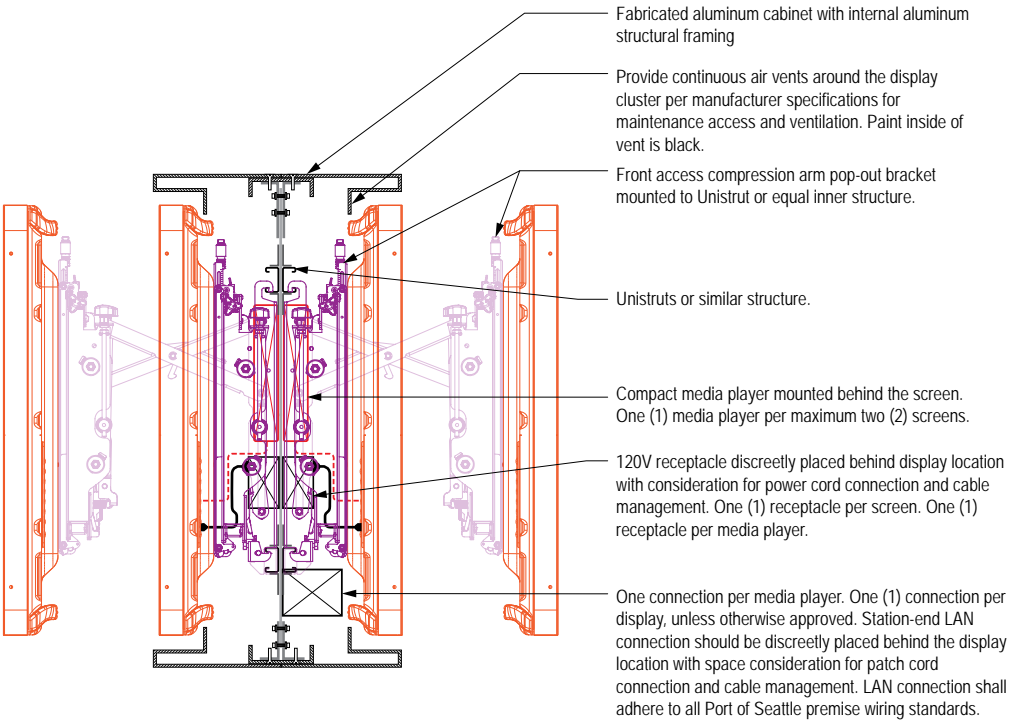 Fabricated aluminum cabinet with internal aluminum
structural framing
Provide continuous air vents around the display
cluster per manufacturer specifications for
maintenance access and ventilation. Paint inside of
vent is black.
Front access compression arm pop-out bracket
mounted to Unistrut or equal inner structure.
Unistruts or similar structure.
Compact media player mounted behind the screen.
One (1) media player per maximum two (2) screens.
120V receptacle discreetly placed behind display location
with consideration for power cord connection and cable
management. One (1) receptacle per screen. One (1)
receptacle per media player.
One connection per media player. One (1) connection per
display, unless otherwise approved. Station-end LAN
connection should be discreetly placed behind the display
location with space consideration for patch cord
connection and cable management. LAN connection shall
adhere to all Port of Seattle premise wiring standards.